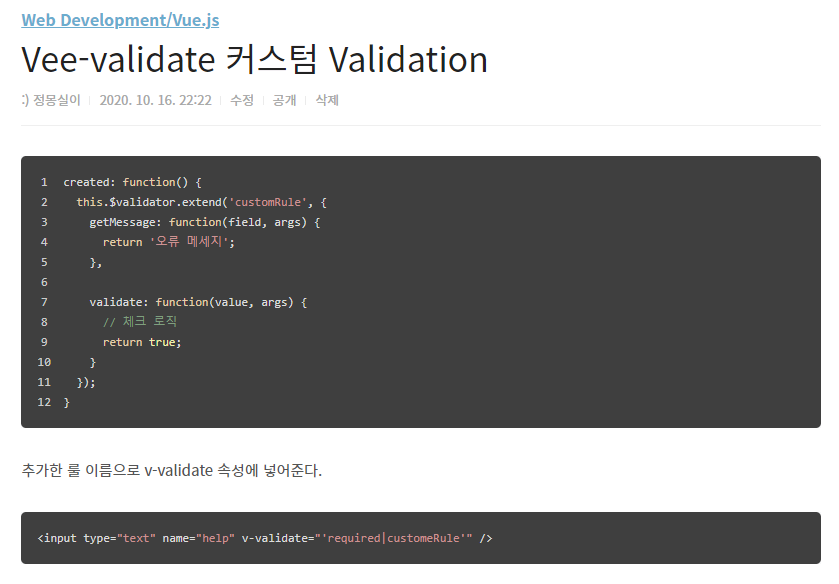 Web Development/Vue.js
Vee-validate 커스텀 Validation
:) 정몽실이 2020. 10. 16. 22:22 수정 공개 삭제
1 created: function() {
2 this.$validator.extend('customRule', {
3 getMessage: function(field, args) {
4 return '오류 메세지';
5 },
6
7 validate: function(value, args) {
8 // 체크 로직
9 return true;
10 }
11 });
12 }
추가한 룰 이름으로 v-validate 속성에 넣어준다.
<input type="text" name="help" v-validate="'required|customeRule'" />